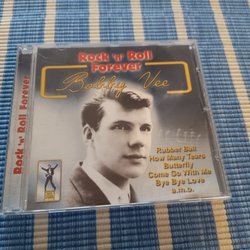 Rock 'n' Roll
Forever
Bobby Vee
Rock 'n' Roll Forever
Rubber Ball
How Many Tears
Butterfly
Come Go With Me
Bye Bye Love
a.m.o.